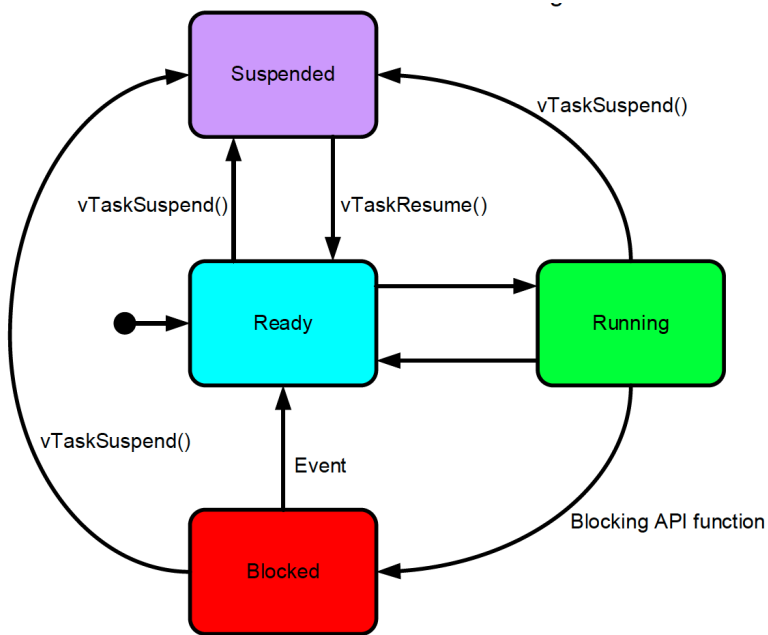 Suspended
vTaskSuspend()
vTaskSuspend()
vTaskResume()
Ready
Running
vTaskSuspend()
Event
Blocking API function
Blocked